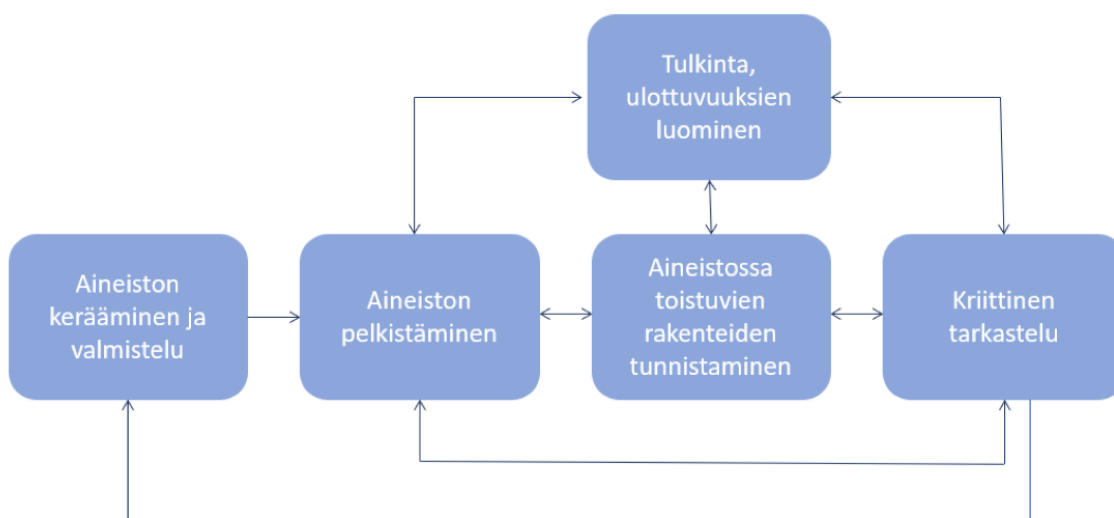 Tulkinta,
ulottuvuuksien
luominen
Aineiston
kerääminen ja
valmistelu
Aineiston
pelkistäminen
Aineistossa
toistuvien
rakenteiden
tunnistaminen
Kriittinen
tarkastelu